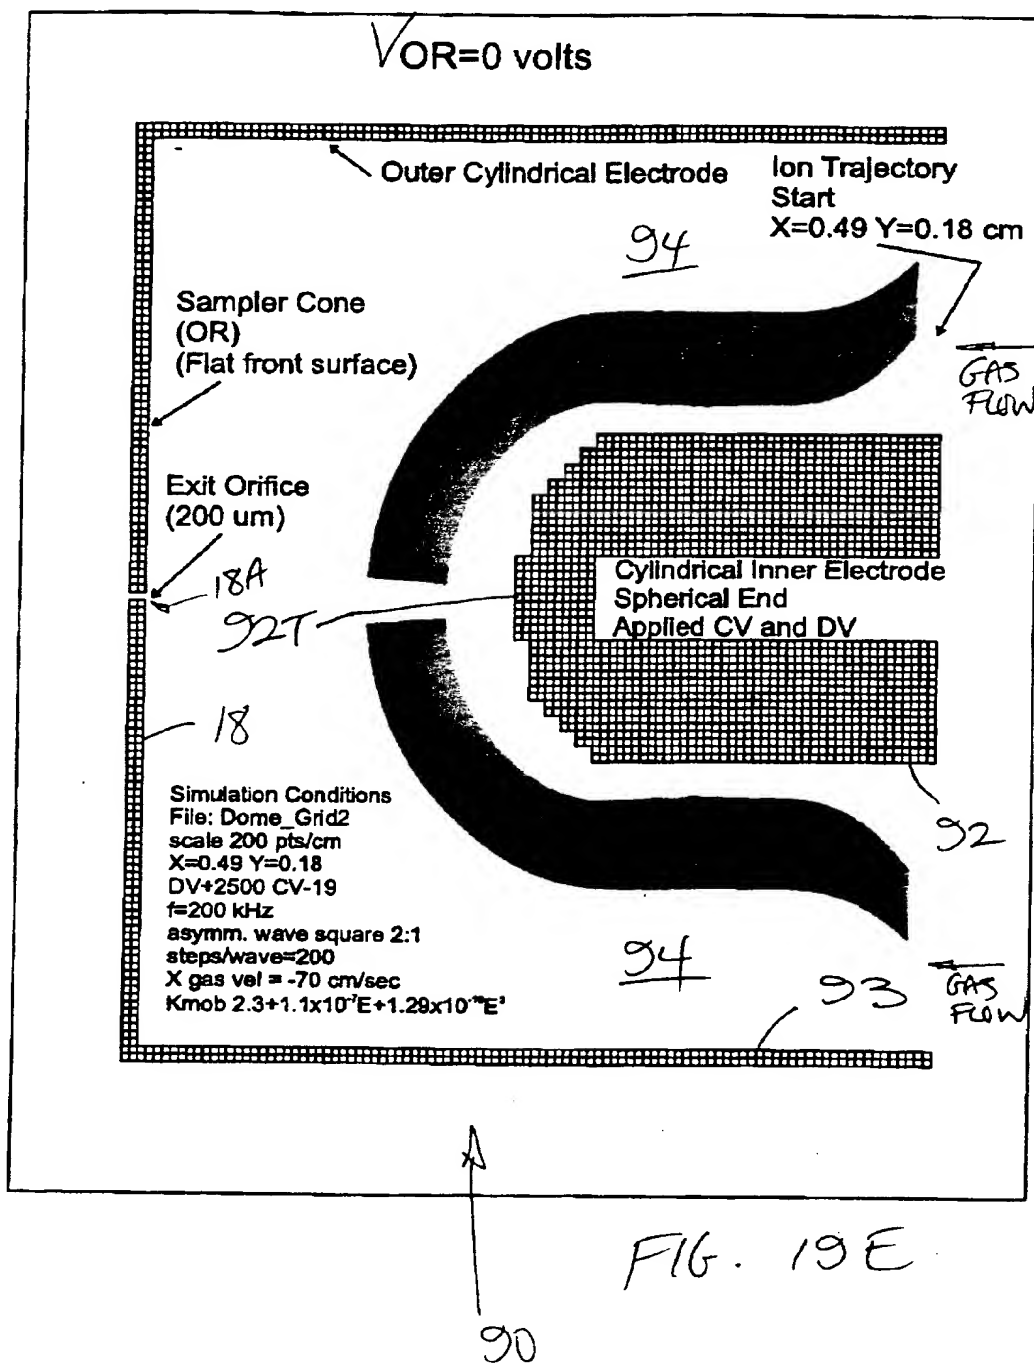 VOR=0 volts
Outer Cylindrical Electrode
Ion Trajectory
Start
X=0.49 Y=0.18 cm
94
Sampler Cone
(OR)
(Flat front surface)
GAS
FLOW
Exit Orifice
(200 um)
18A
92T
Cylindrical Inner Electrode
Spherical End
Applied CV and DV
18
92
Simulation Conditions
File: Dome_Grid2
scale 200 pts/cm
X=0.49 Y=0.18
DV+2500 CV-19
f=200 kHz
asymm. wave square 2:1
steps/wave=200
X gas vel = -70 cm/sec
94
93
GAS
FLOW
FIG. 19E
90